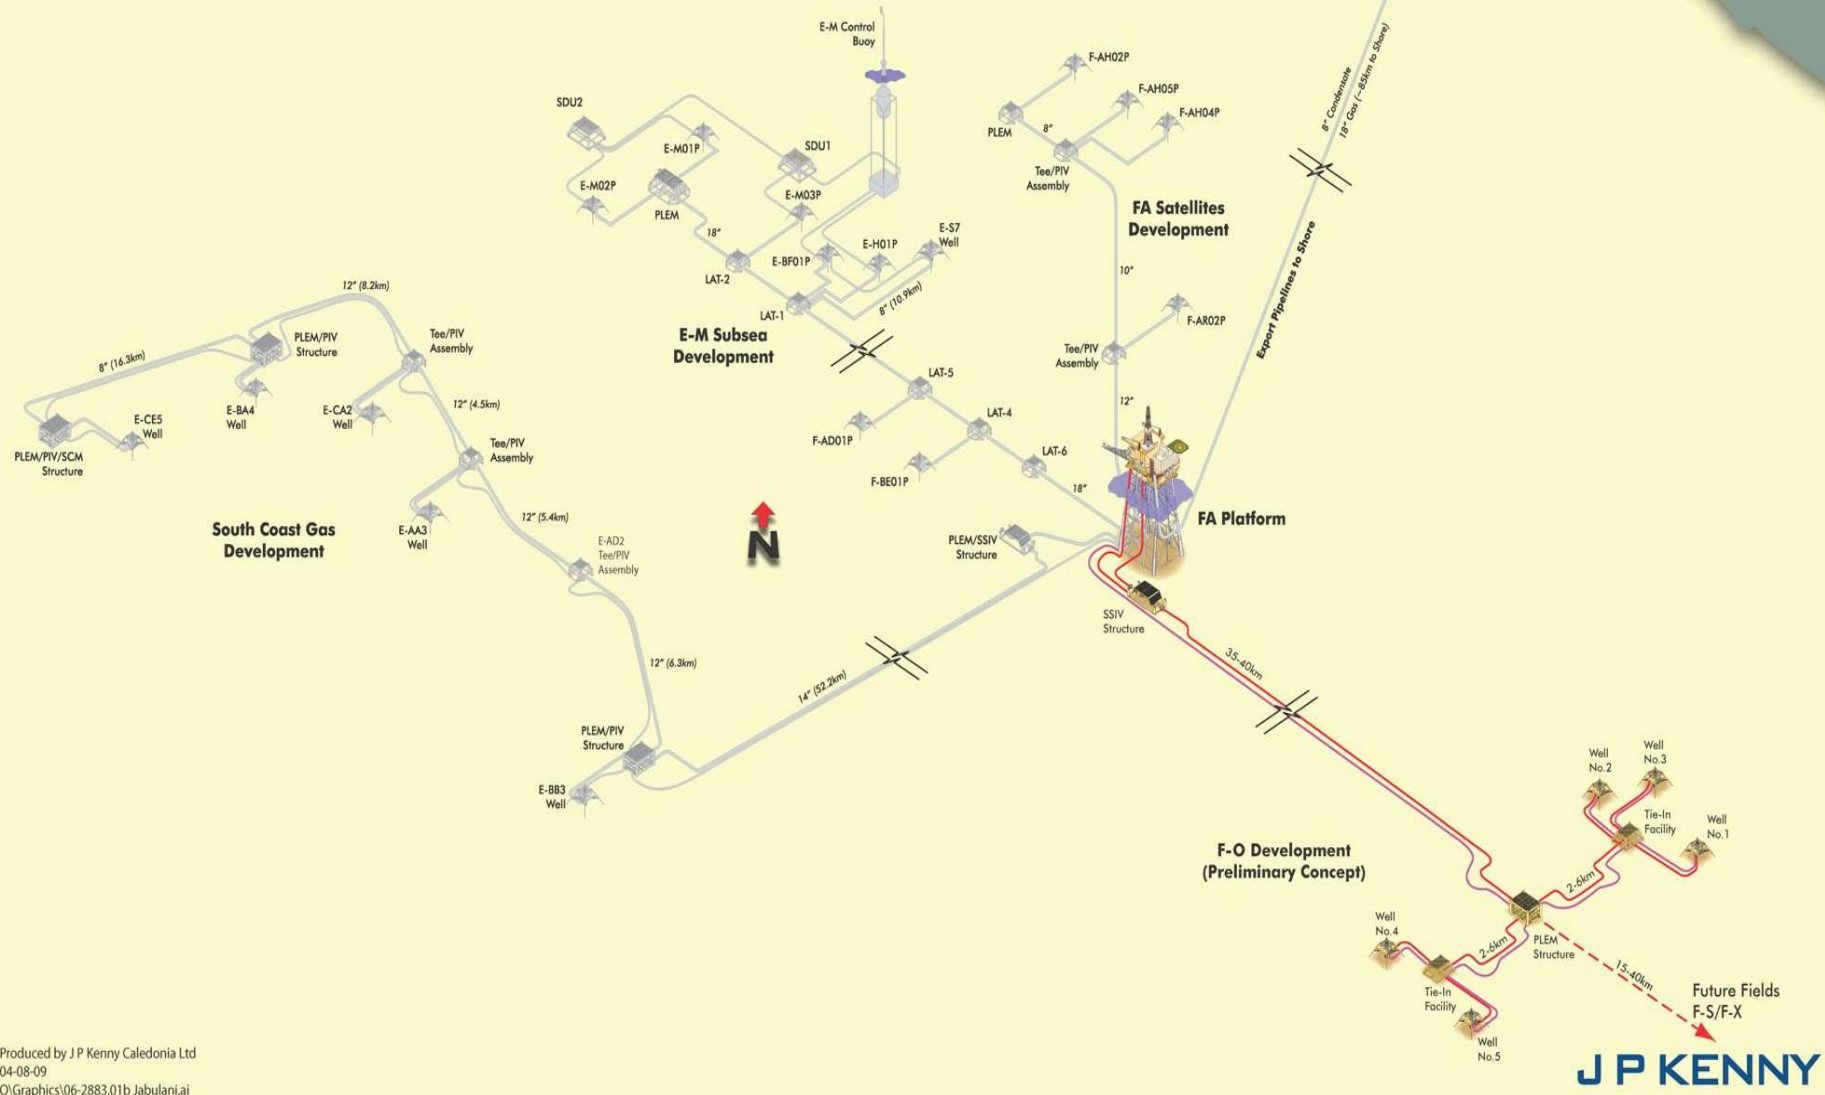 E-M Control
Buoy
SDU2
E-M01P
SDU1
E-M02P
PLEM
E-M03P
18"
LAT-2
E-BF01P
E-H01P
E-S7
Well
LAT-1
8" (10.9km)
E-M Subsea
Development
F-AH02P
F-AH05P
F-AH04P
PLEM
8"
Tee/PIV
Assembly
FA Satellites
Development
10"
F-AR02P
Tee/PIV
Assembly
12"
8" Condensate
18" Gas (~85km to Shore)
Export Pipelines to Shore
12" (8.2km)
8" (16.3km)
PLEM/PIV
Structure
Tee/PIV
Assembly
E-CE5
Well
E-BA4
Well
E-CA2
Well
12" (4.5km)
PLEM/PIV/SCM
Structure
Tee/PIV
Assembly
South Coast Gas
Development
E-AA3
Well
12" (5.4km)
E-AD2
Tee/PIV
Assembly
12" (6.3km)
PLEM/PIV
Structure
E-BB3
Well
14" (52.2km)
N
LAT-5
LAT-4
F-AD01P
LAT-6
F-BE01P
18"
PLEM/SSIV
Structure
FA Platform
SSIV
Structure
35-40km
Well
No.2
Well
No.3
Tie-In
Facility
Well
No.1
F-O Development
(Preliminary Concept)
2-6km
Well
No.4
2-6km
PLEM
Structure
Tie-In
Facility
15-40km
Well
No.5
Future Fields
F-S/F-X
Produced by J P Kenny Caledonia Ltd
04-08-09
O\Graphics\06-2883.01b Jabulani.ai
J P KENNY